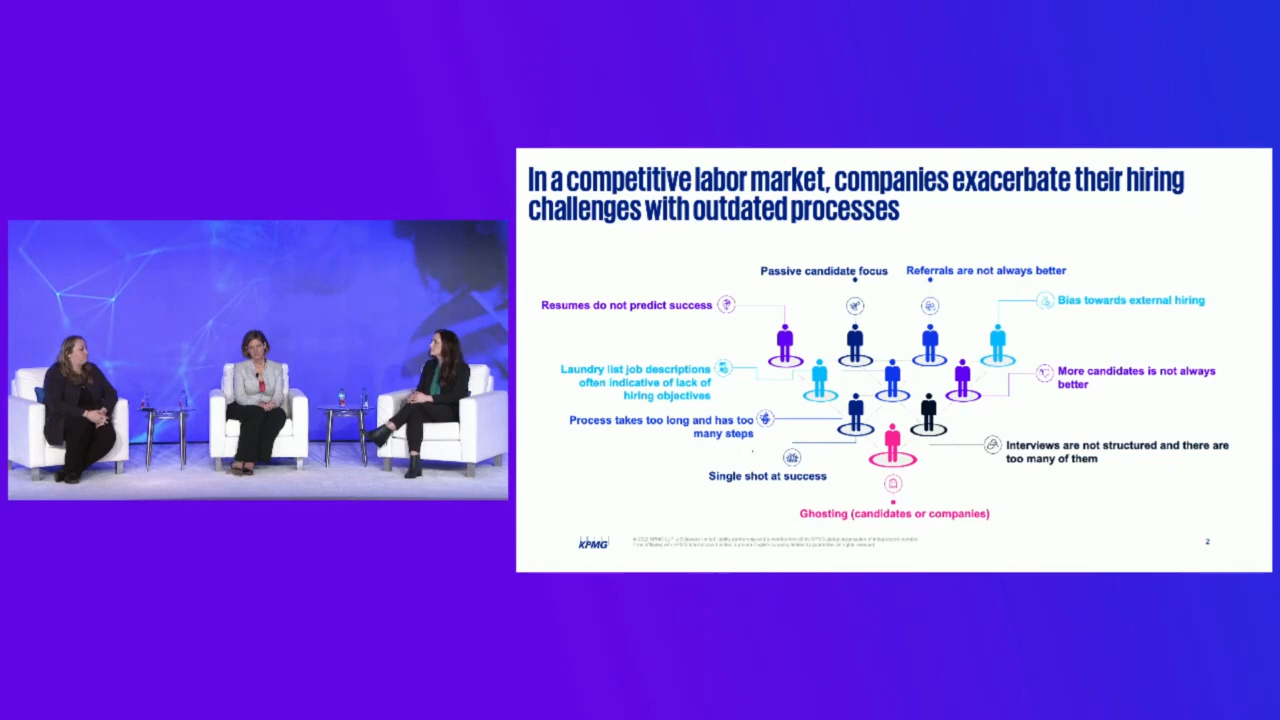 In a competitive labor market, companies exacerbate their hiring
challenges with outdated processes
Passive candidate focus
Referrals are not always better
Resumes do not predict success
Bias towards external hiring
Laundry list job descriptions
often indicative of lack of
hiring objectives
More candidates is not always
better
Process takes too long and has too
many steps
Interviews are not structured and there are
too many of them
Single shot at success
Ghosting (candidates or companies)
KPMG
2